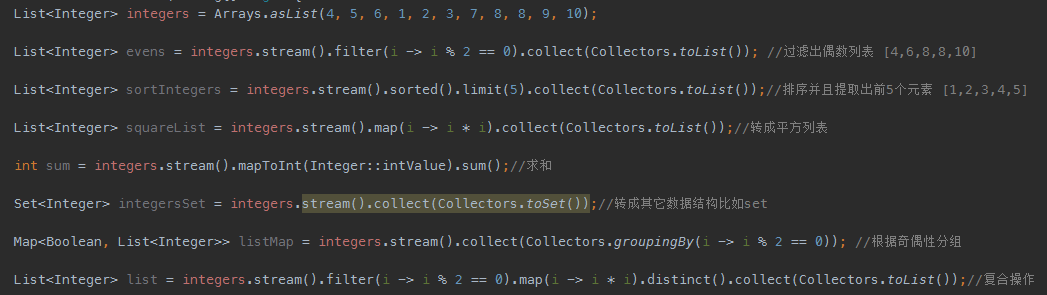 List<Integer> integers = Arrays.asList(4, 5, 6, 1, 2, 3, 7, 8, 8, 9, 10);
List<Integer> evens = integers.stream().filter(i -> i % 2 == 0).collect(Collectors.toList()); //过滤出偶数列表 [4,6,8,8,10]
List<Integer> sortIntegers = integers.stream().sorted().limit(5).collect(Collectors.toList());//排序并且提取出前5个元素 [1,2,3,4,5]
List<Integer> squareList = integers.stream().map(i -> i * i).collect(Collectors.toList());//转成平方列表
int sum = integers.stream().mapToInt(Integer::intValue).sum();//求和
Set<Integer> integersSet = integers.stream().collect(Collectors.toSet());//转成其它数据结构比如set
Map<Boolean, List<Integer>> listMap = integers.stream().collect(Collectors.groupingBy(i -> i % 2 == 0)); //根据奇偶性分组
List<Integer> list = integers.stream().filter(i -> i % 2 == 0).map(i -> i * i).distinct().collect(Collectors.toList());//复合操作